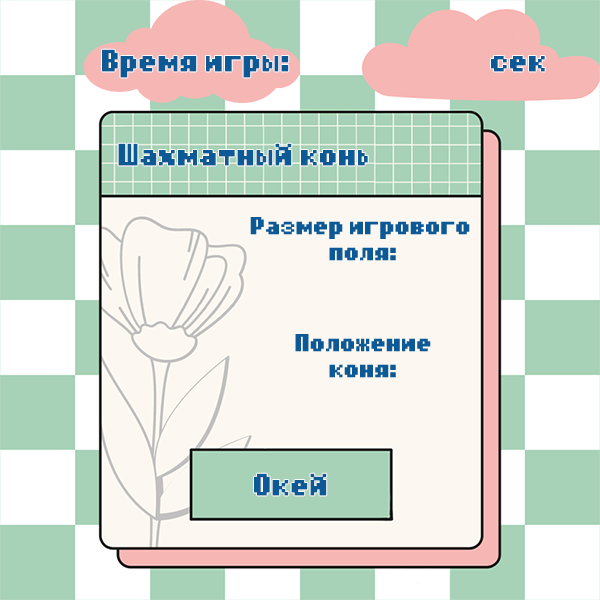 Время игры: сек
Шахматный конь
Размер игрового
поля:
Положение
коня:
Окей